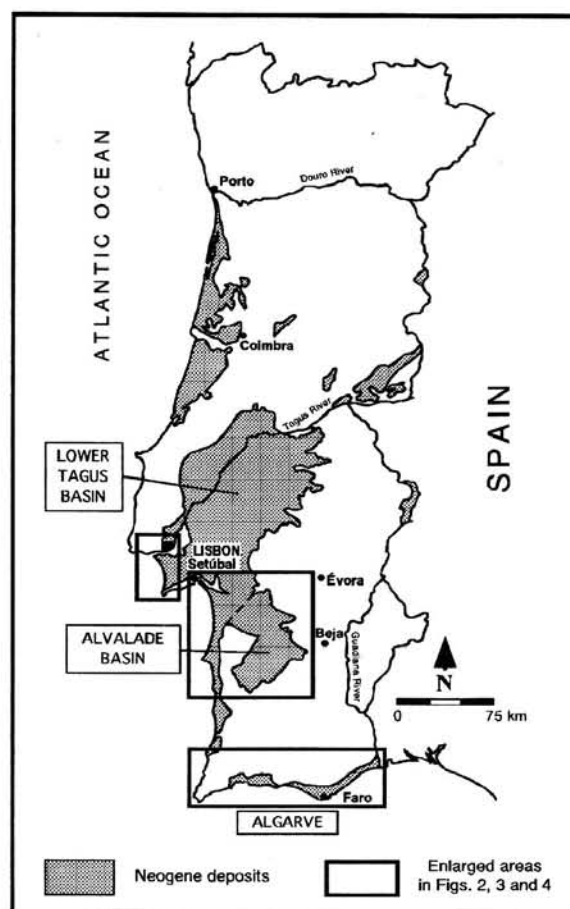 ATLANTIC OCEAN
Douro River
Porto
Coimbra
Tagus River
SPAIN
LOWER
TAGUS
BASIN
LISBON
Setúbal
Évora
ALVALADE
BASIN
Beja
Guadiana River
N
0 75 km
Faro
ALGARVE
Neogene deposits
Enlarged areas
in Figs. 2, 3 and 4